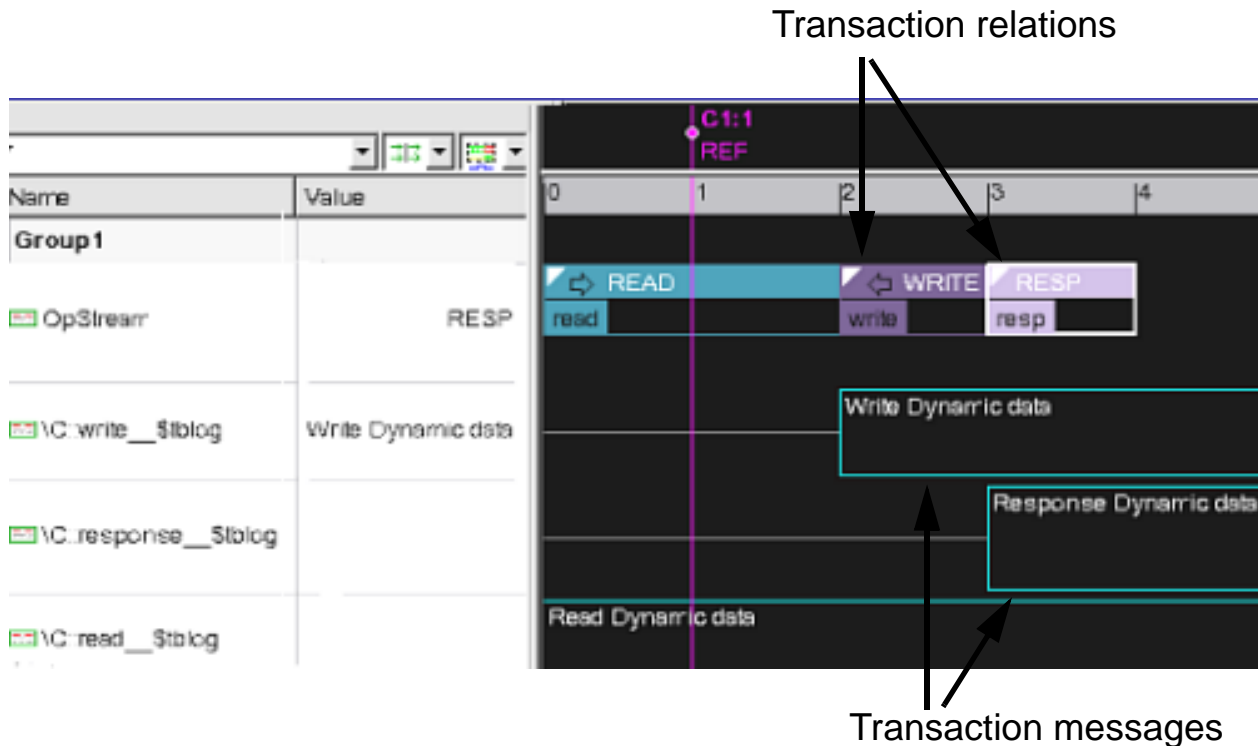 Transaction relations
C1:1
REF
Name Value 0 1 2 3 4
Group1
READ WRITE RESP
OpStream RESP read write resp
Write Dynamic data
\C::write__$tblog Write Dynamic data
Response Dynamic data
\C::response__$tblog
Read Dynamic data
\C::read__$tblog
Transaction messages